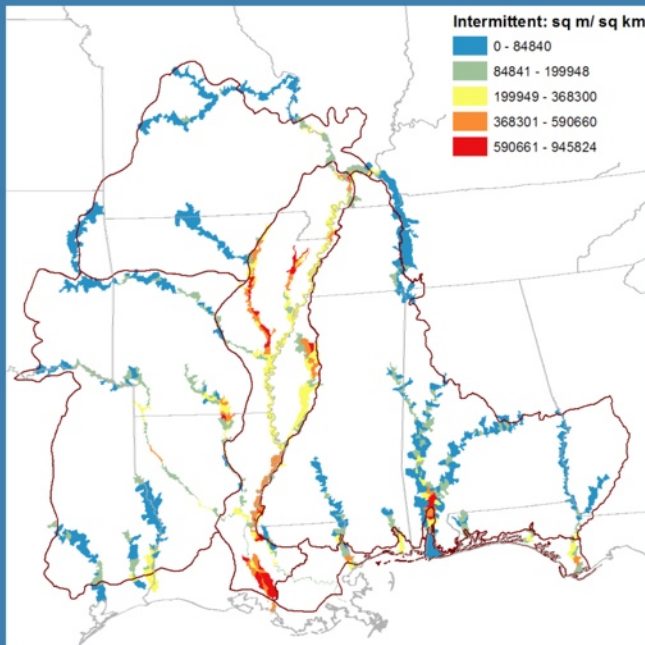 Intermittent: sq m/ sq km
0 - 84840
84841 - 199948
199949 - 368300
368301 - 590660
590661 - 945824